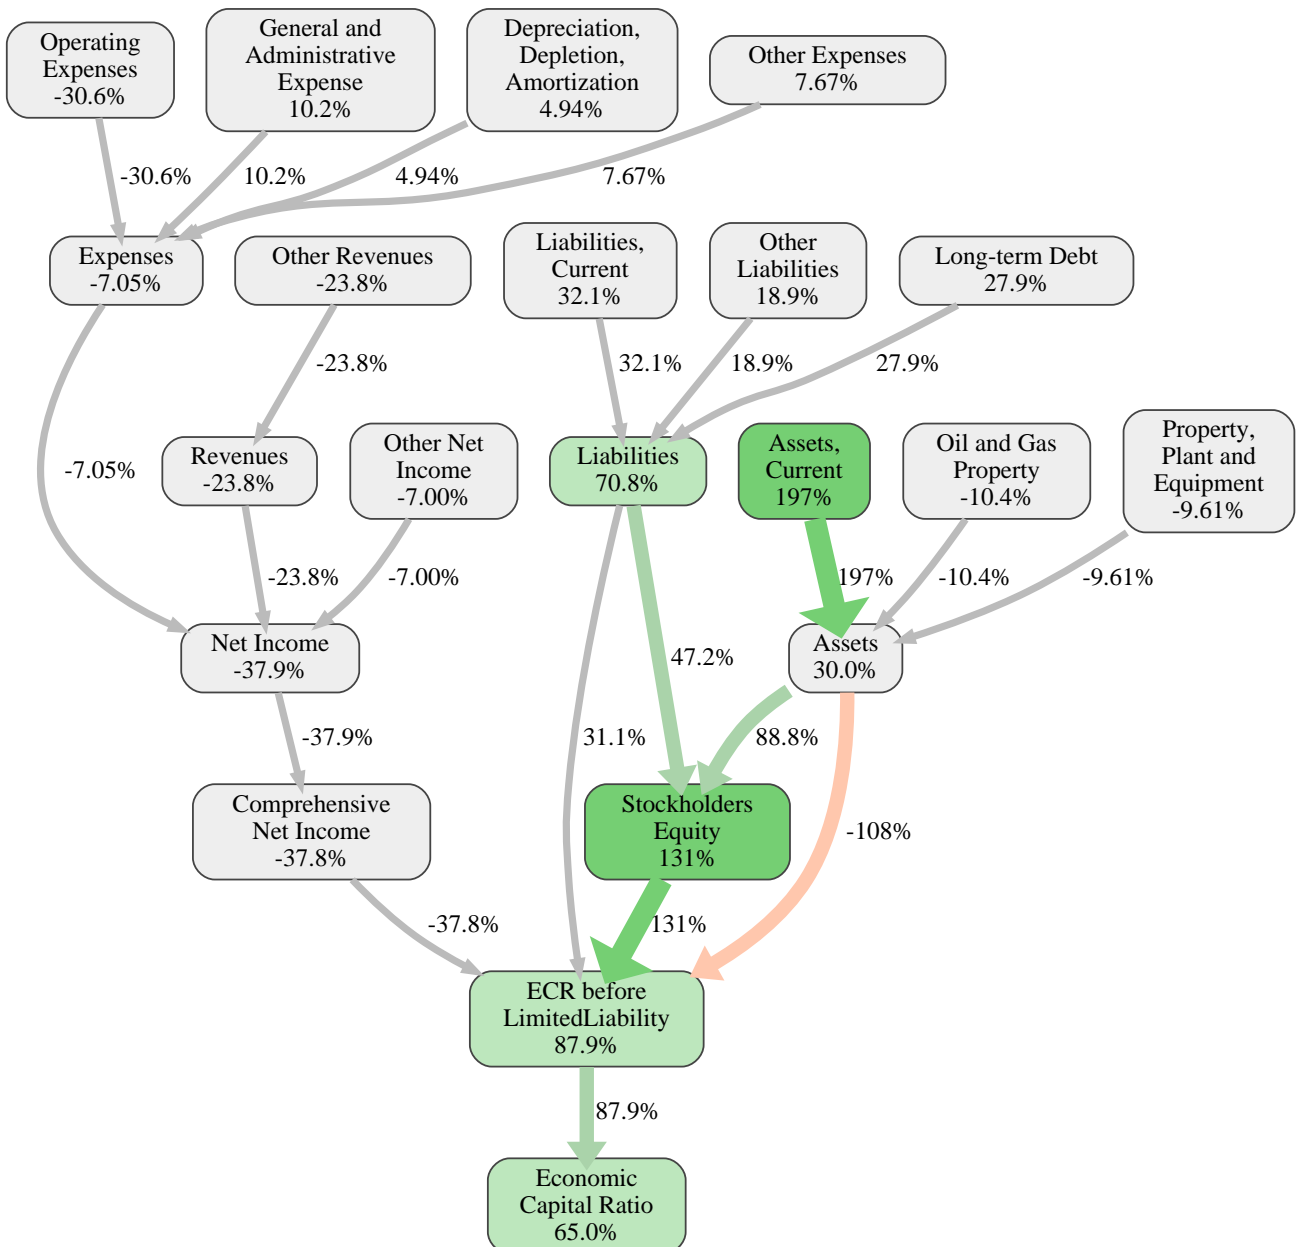 Operating
Expenses
-30.6%
General and
Administrative
Expense
10.2%
Depreciation,
Depletion,
Amortization
4.94%
Other Expenses
7.67%
-30.6%
10.2%
4.94%
7.67%
Expenses
-7.05%
Other Revenues
-23.8%
Liabilities,
Current
32.1%
Other
Liabilities
18.9%
Long-term Debt
27.9%
-23.8%
32.1%
18.9%
27.9%
-7.05%
Revenues
-23.8%
Other Net
Income
-7.00%
Liabilities
70.8%
Assets,
Current
197%
Oil and Gas
Property
-10.4%
Property,
Plant and
Equipment
-9.61%
-23.8%
-7.00%
197%
-10.4%
-9.61%
Net Income
-37.9%
47.2%
Assets
30.0%
-37.9%
31.1%
88.8%
Comprehensive
Net Income
-37.8%
Stockholders
Equity
131%
-108%
-37.8%
131%
ECR before
LimitedLiability
87.9%
87.9%
Economic
Capital Ratio
65.0%